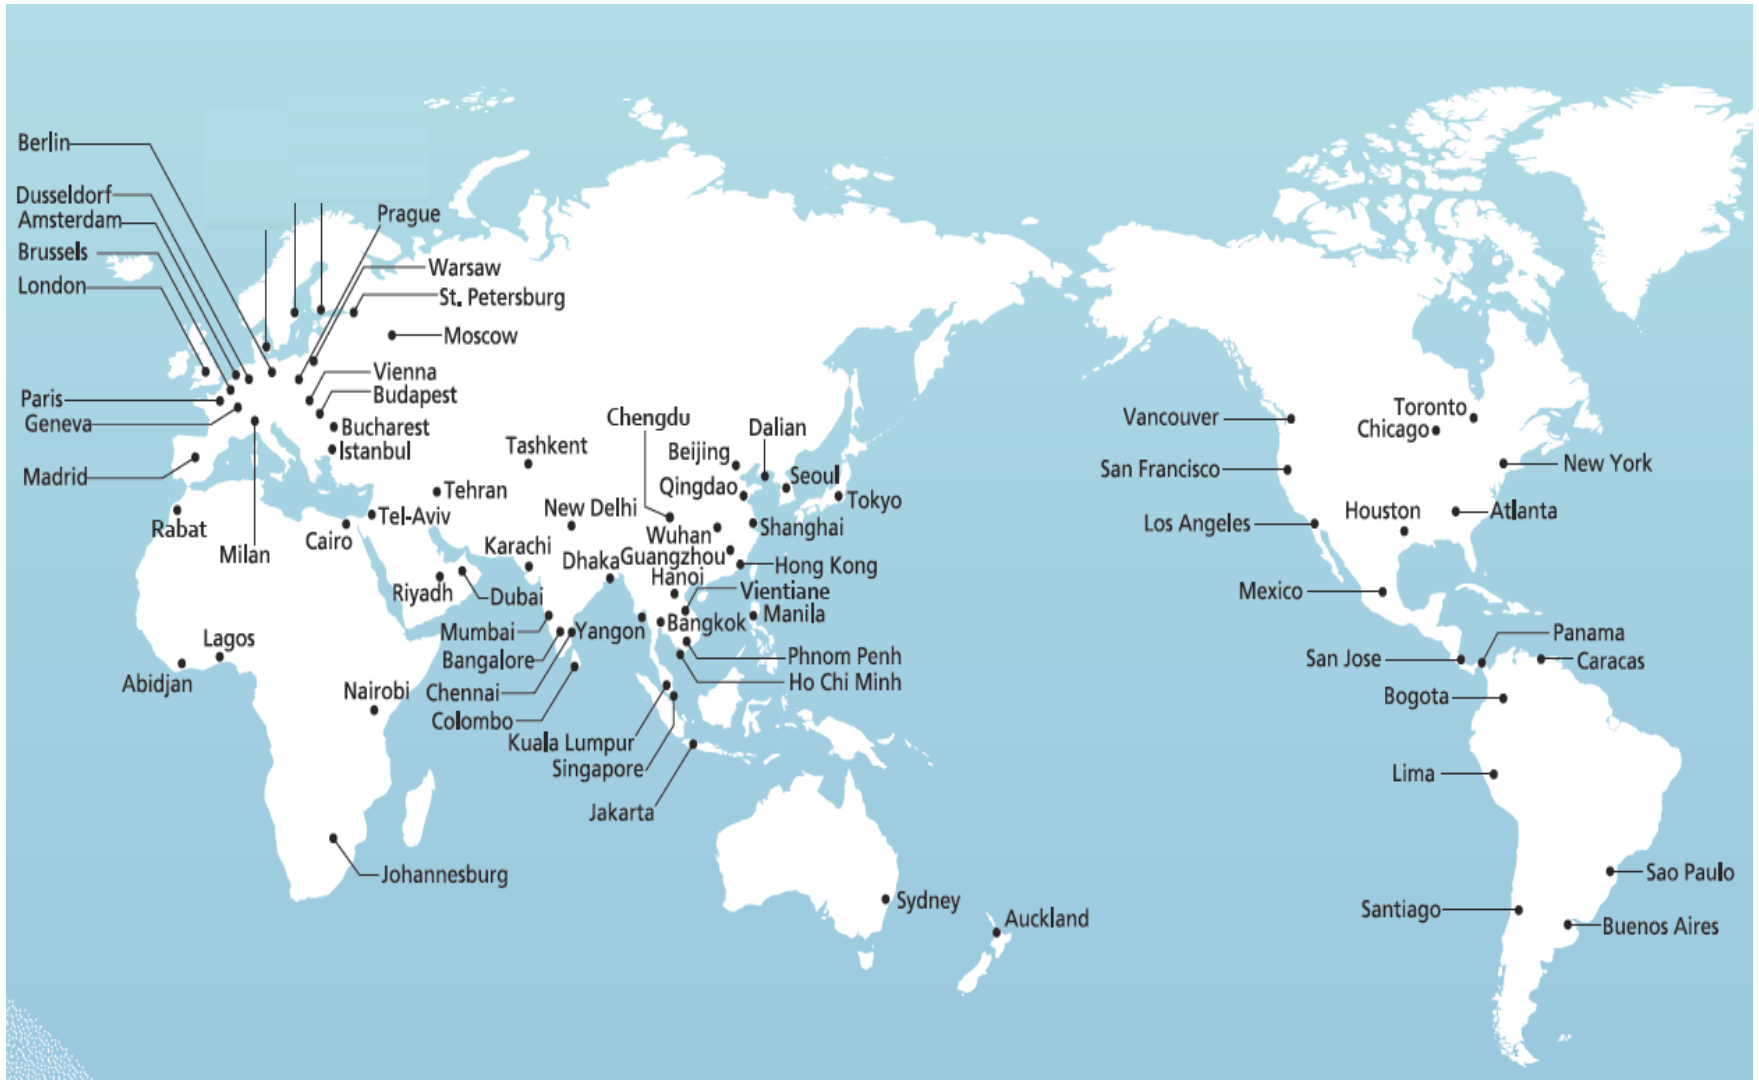 Berlin
Dusseldorf
Amsterdam
Brussels
London
Prague
Warsaw
St. Petersburg
Moscow
Vienna
Budapest
Paris
Geneva
Bucharest
Istanbul
Madrid
Rabat
Milan
Cairo
Tel-Aviv
Tehran
Tashkent
Chengdu
Beijing
Dalian
Seoul
Qingdao
Tokyo
New Delhi
Wuhan
Shanghai
Karachi
Dhaka
Guangzhou
Hong Kong
Hanoi
Vientiane
Riyadh
Dubai
Manila
Mumbai
Yangon
Bangkok
Bangalore
Phnom Penh
Chennai
Ho Chi Minh
Colombo
Kuala Lumpur
Singapore
Jakarta
Lagos
Abidjan
Nairobi
Johannesburg
Sydney
Auckland
Vancouver
Toronto
Chicago
San Francisco
New York
Los Angeles
Houston
Atlanta
Mexico
Panama
San Jose
Caracas
Bogota
Lima
Sao Paulo
Santiago
Buenos Aires